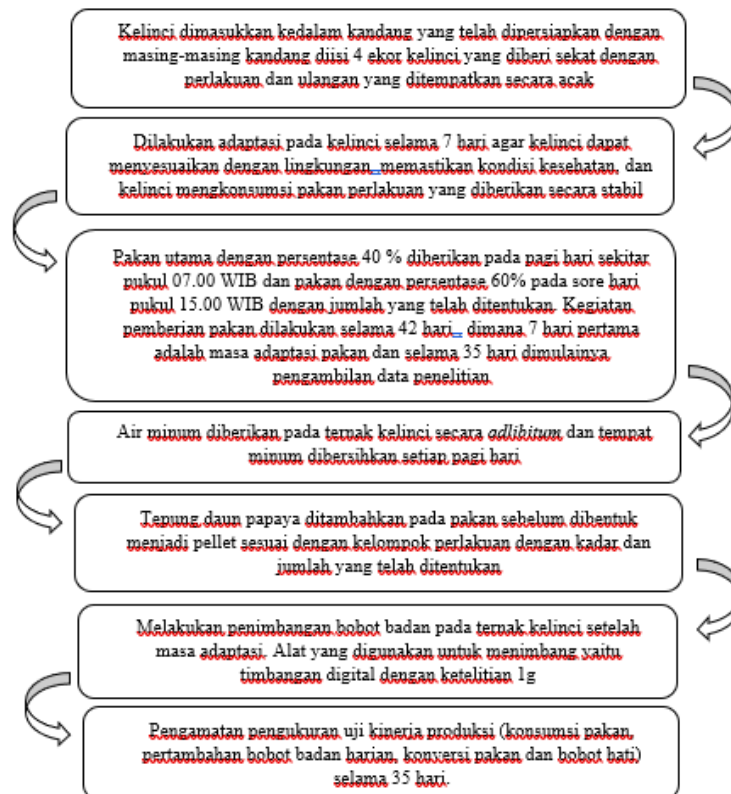 Kelinci dimasukkan kedalam kandang yang telah dipersiapkan dengan
masing-masing kandang diisi 4 ekor kelinci yang diberi sekat dengan
perlakuan dan ulangan yang ditempatkan secara acak
Dilakukan adaptasi pada kelinci selama 7 hari agar kelinci dapat
menyesuaikan dengan lingkungan, memastikan kondisi kesehatan, dan
kelinci mengkonsumsi pakan perlakuan yang diberikan secara stabil
Pakan utama dengan persentase 40 % diberikan pada pagi hari sekitar
pukul 07.00 WIB dan pakan dengan persentase 60% pada sore hari
pukul 15.00 WIB dengan jumlah yang telah ditentukan. Kegiatan
pemberian pakan dilakukan selama 42 hari, dimana 7 hari pertama
adalah masa adaptasi pakan dan selama 35 hari dimulainya
pengambilan data penelitian
Air minum diberikan pada ternak kelinci secara adlibitum dan tempat
minum dibersihkan setiap pagi hari
Tepung daun papaya ditambahkan pada pakan sebelum dibentuk
menjadi pellet sesuai dengan kelompok perlakuan dengan kadar dan
jumlah yang telah ditentukan
Melakukan penimbangan bobot badan pada ternak kelinci setelah
masa adaptasi. Alat yang digunakan untuk menimbang yaitu
timbangan digital dengan ketelitian 1g
Pengamatan pengukuran uji kinerja produksi (konsumsi pakan,
pertambahan bobot badan harian, konversi pakan dan bobot hati)
selama 35 hari.